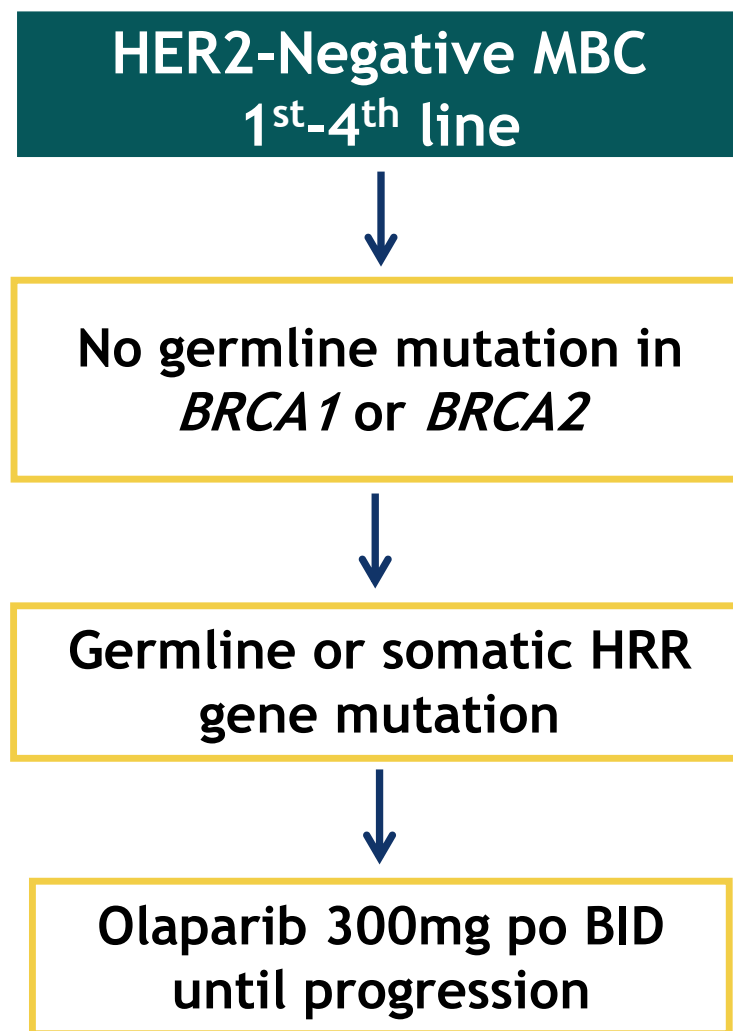 HER2-Negative MBC
1st-4th line
No germline mutation in
BRCA1 or BRCA2
Germline or somatic HRR
gene mutation
Olaparib 300mg po BID
until progression